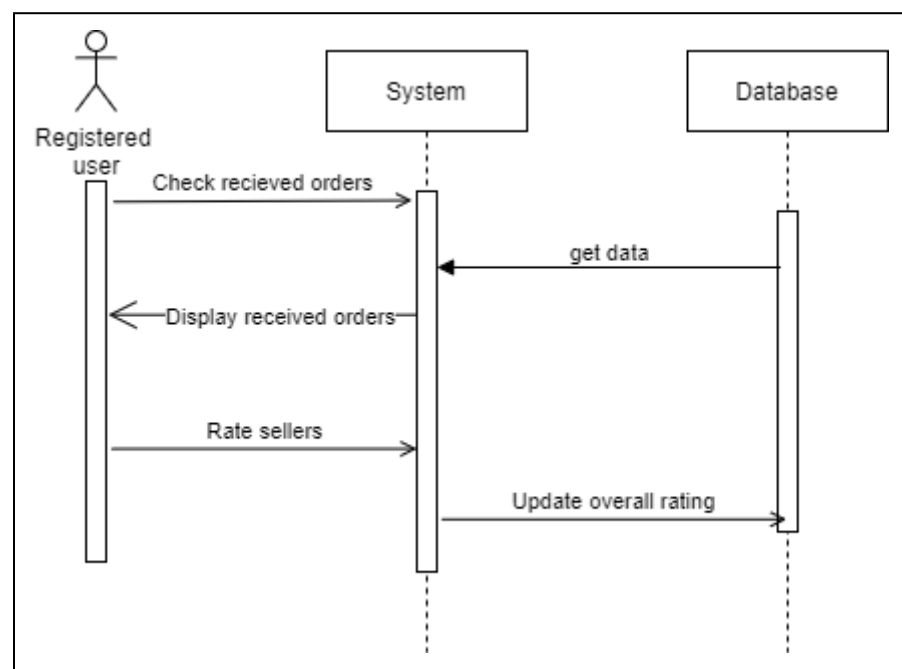 Registered
user
System
Database
Check recieved orders
get data
Display received orders
Rate sellers
Update overall rating